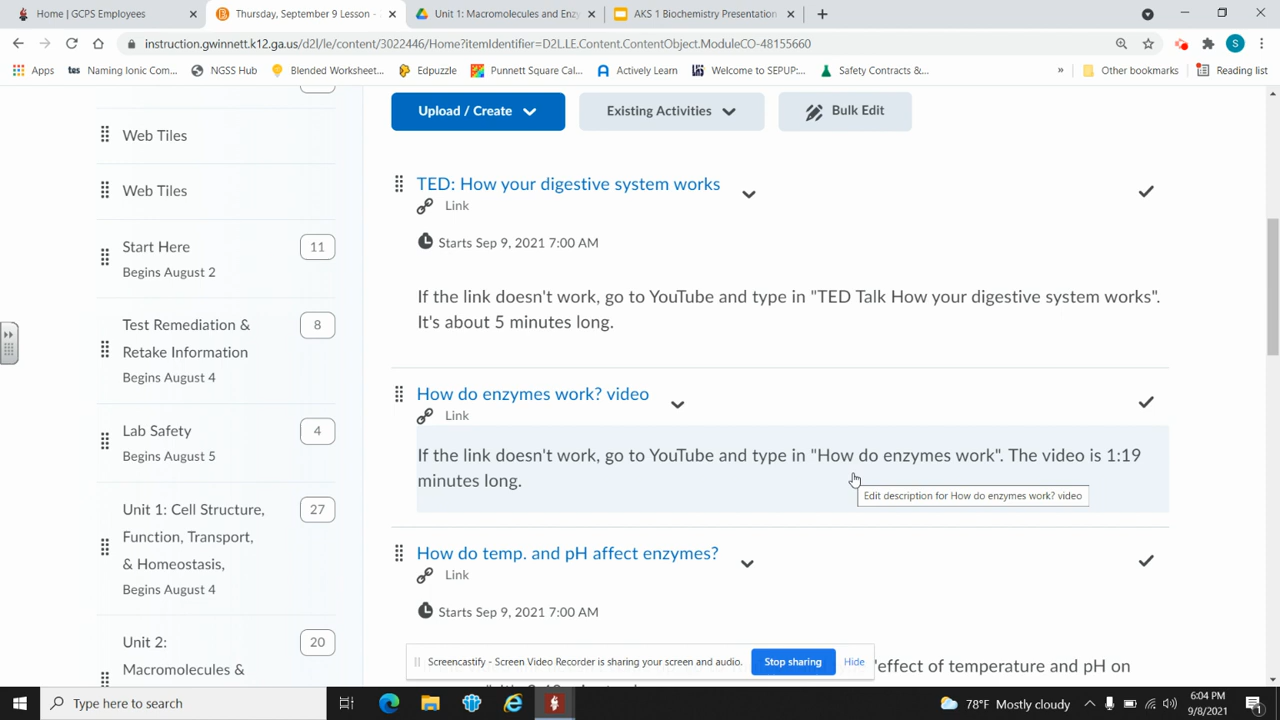 Home | GCPS Employees
Thursday, September 9 Lesson -
Unit 1: Macromolecules and Enz
AKS 1 Biochemistry Presentation
instruction.gwinnett.k12.ga.us/d2l/le/content/3022446/Home?itemIdentifier=D2L.LE.Content.ContentObject.ModuleCO-48155660
S
Apps
tes Naming Ionic Com...
NGSS Hub
Blended Worksheet...
Edpuzzle
Punnett Square Cal...
Actively Learn
Welcome to SEPUP:...
Safety Contracts &...
»
Other bookmarks
Reading list
Web Tiles
Web Tiles
Start Here
11
Begins August 2
Test Remediation &
Retake Information
8
Begins August 4
Lab Safety
4
Begins August 5
Unit 1: Cell Structure,
Function, Transport,
& Homeostasis,
27
Begins August 4
Unit 2:
Macromolecules &
20
Upload / Create
Existing Activities
Bulk Edit
TED: How your digestive system works
Link
Starts Sep 9, 2021 7:00 AM
If the link doesn't work, go to YouTube and type in "TED Talk How your digestive system works".
It's about 5 minutes long.
How do enzymes work? video
Link
If the link doesn't work, go to YouTube and type in "How do enzymes work". The video is 1:19
minutes long.
Edit description for How do enzymes work? video
How do temp. and pH affect enzymes?
Link
Starts Sep 9, 2021 7:00 AM
"effect of temperature and pH on
Screencastify - Screen Video Recorder is sharing your screen and audio.
Stop sharing
Hide
Type here to search
78°F Mostly cloudy
6:04 PM
9/8/2021
1